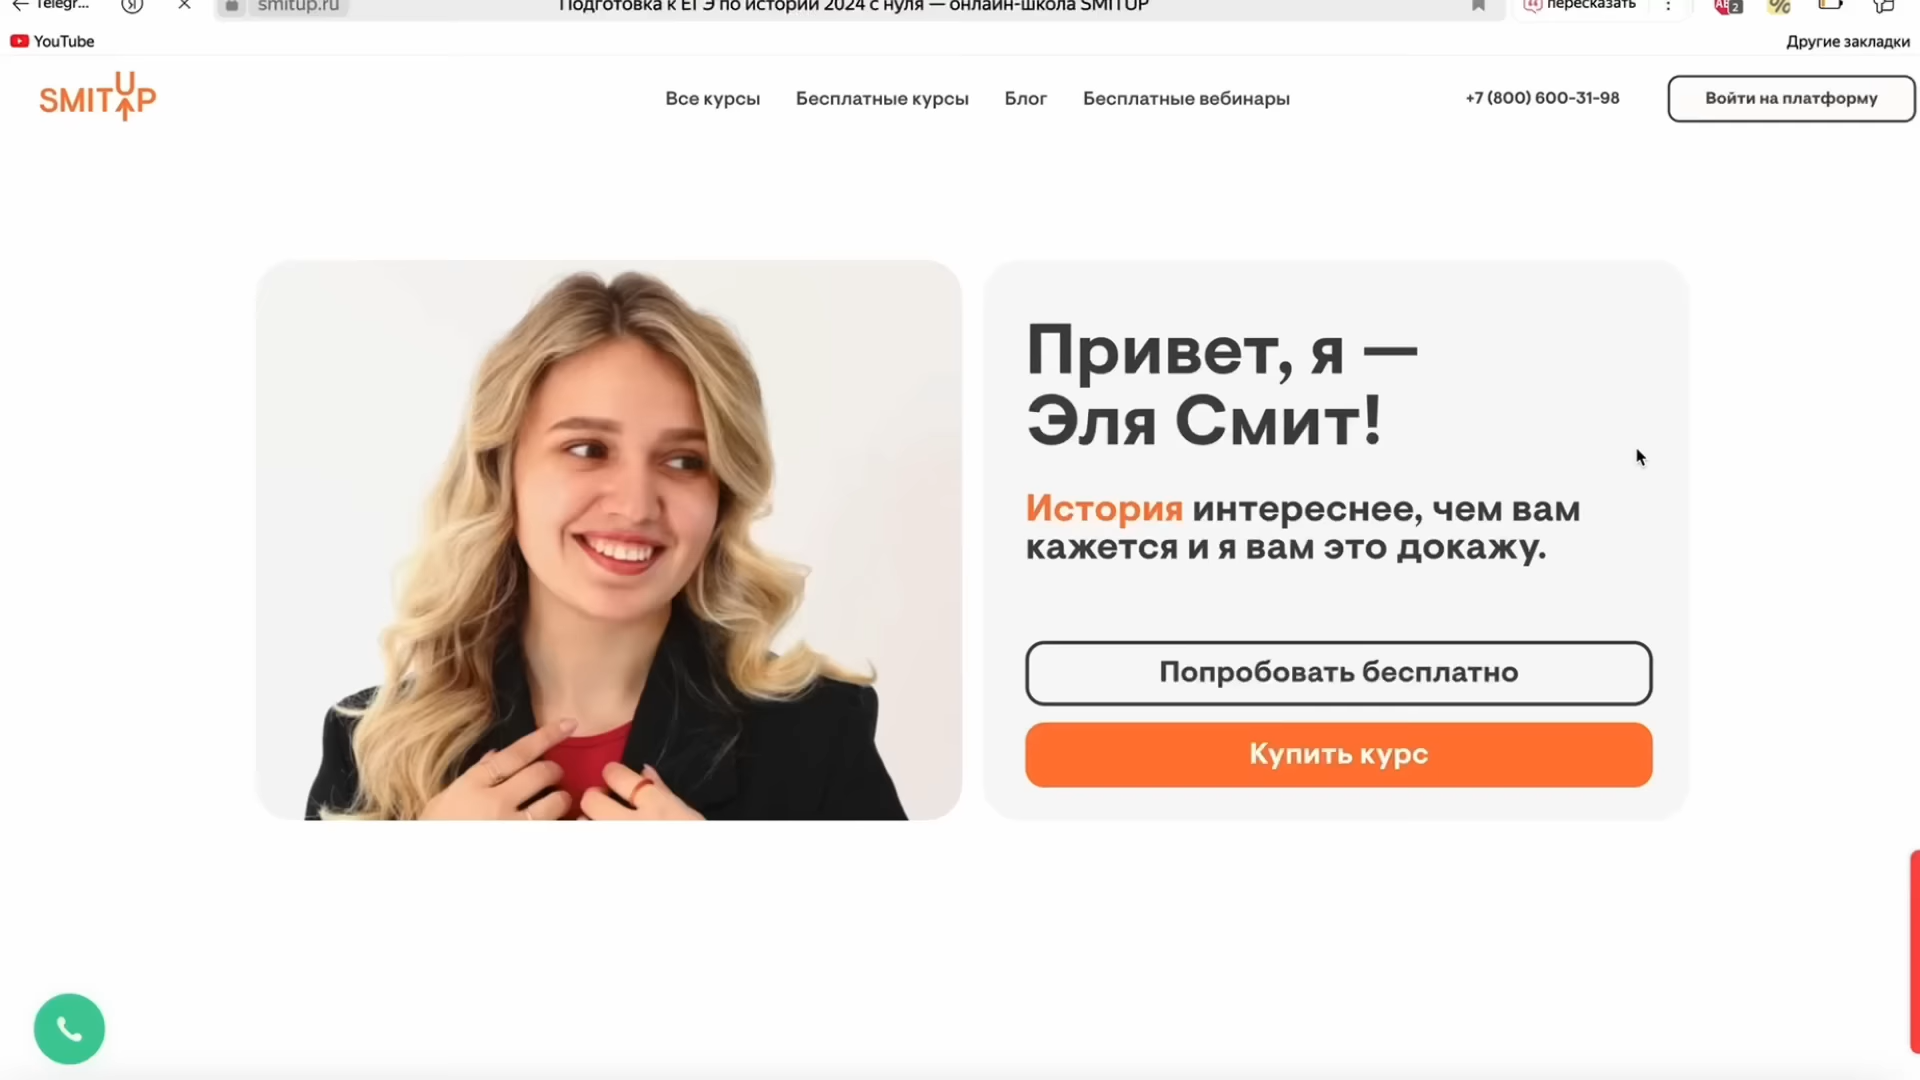 Telegr...
smitup.ru
Подготовка к ЕГЭ по истории 2024 с нуля — онлайн-школа SMITUP
пересказать
2
YouTube
Другие закладки
SMITUP
Все курсы
Бесплатные курсы
Блог
Бесплатные вебинары
+7 (800) 600-31-98
Войти на платформу
Привет, я —
Эля Смит!
История интереснее, чем вам
кажется и я вам это докажу.
Попробовать бесплатно
Купить курс